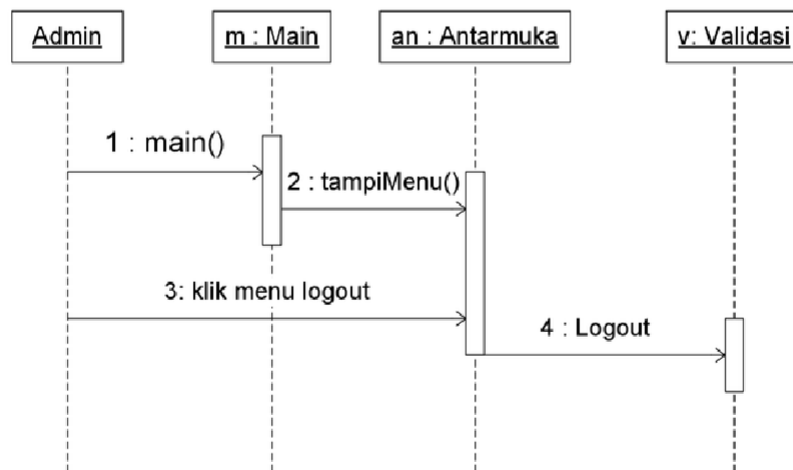 Admin
m : Main
an : Antarmuka
v: Validasi
1 : main()
2 : tampiMenu()
3: klik menu logout
4 : Logout